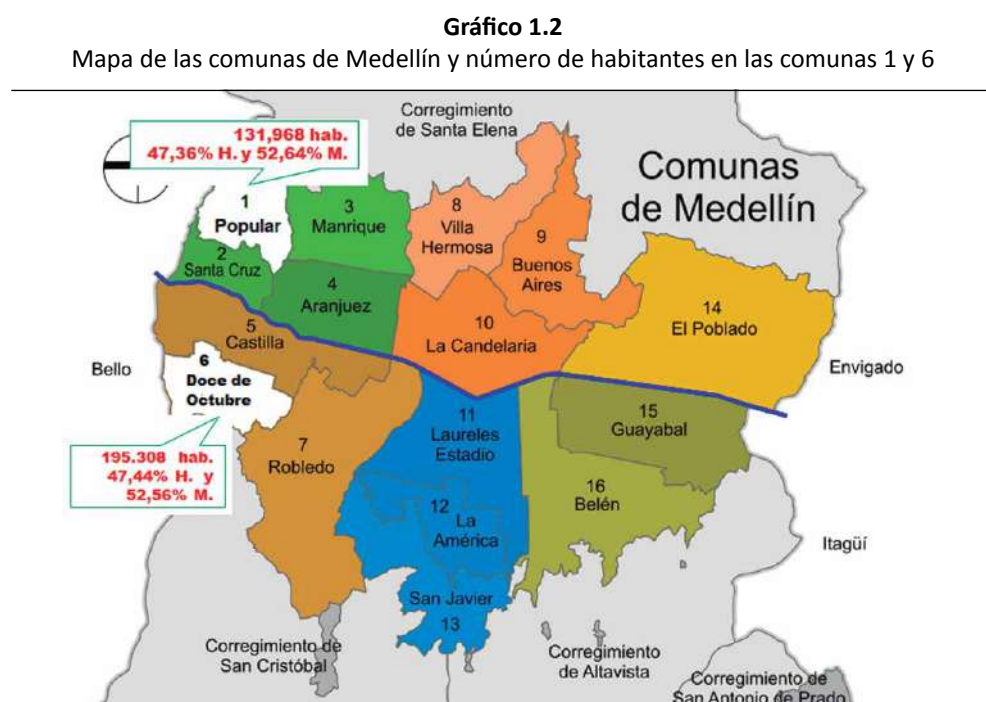 Gráfico 1.2
Mapa de las comunas de Medellín y número de habitantes en las comunas 1 y 6
Corregimiento
de Santa Elena
131,968 hab.
47,36% H. y 52,64% M.
Comunas
de Medellín
1
Popular
3
Manrique
8
Villa
Hermosa
9
Buenos
Aires
2
Santa Cruz
4
Aranjuez
14
El Poblado
10
La Candelaria
5
Castilla
Bello
6
Doce de
Octubre
Envigado
11
Laureles
Estadio
15
Guayabal
7
Robledo
195.308 hab.
47,44% H. y
52,56% M.
16
Belén
12
La
América
Itagüí
San Javier
13
Corregimiento de
San Cristóbal
Corregimiento
de Altavista
Corregimiento de
San Antonio de Prado